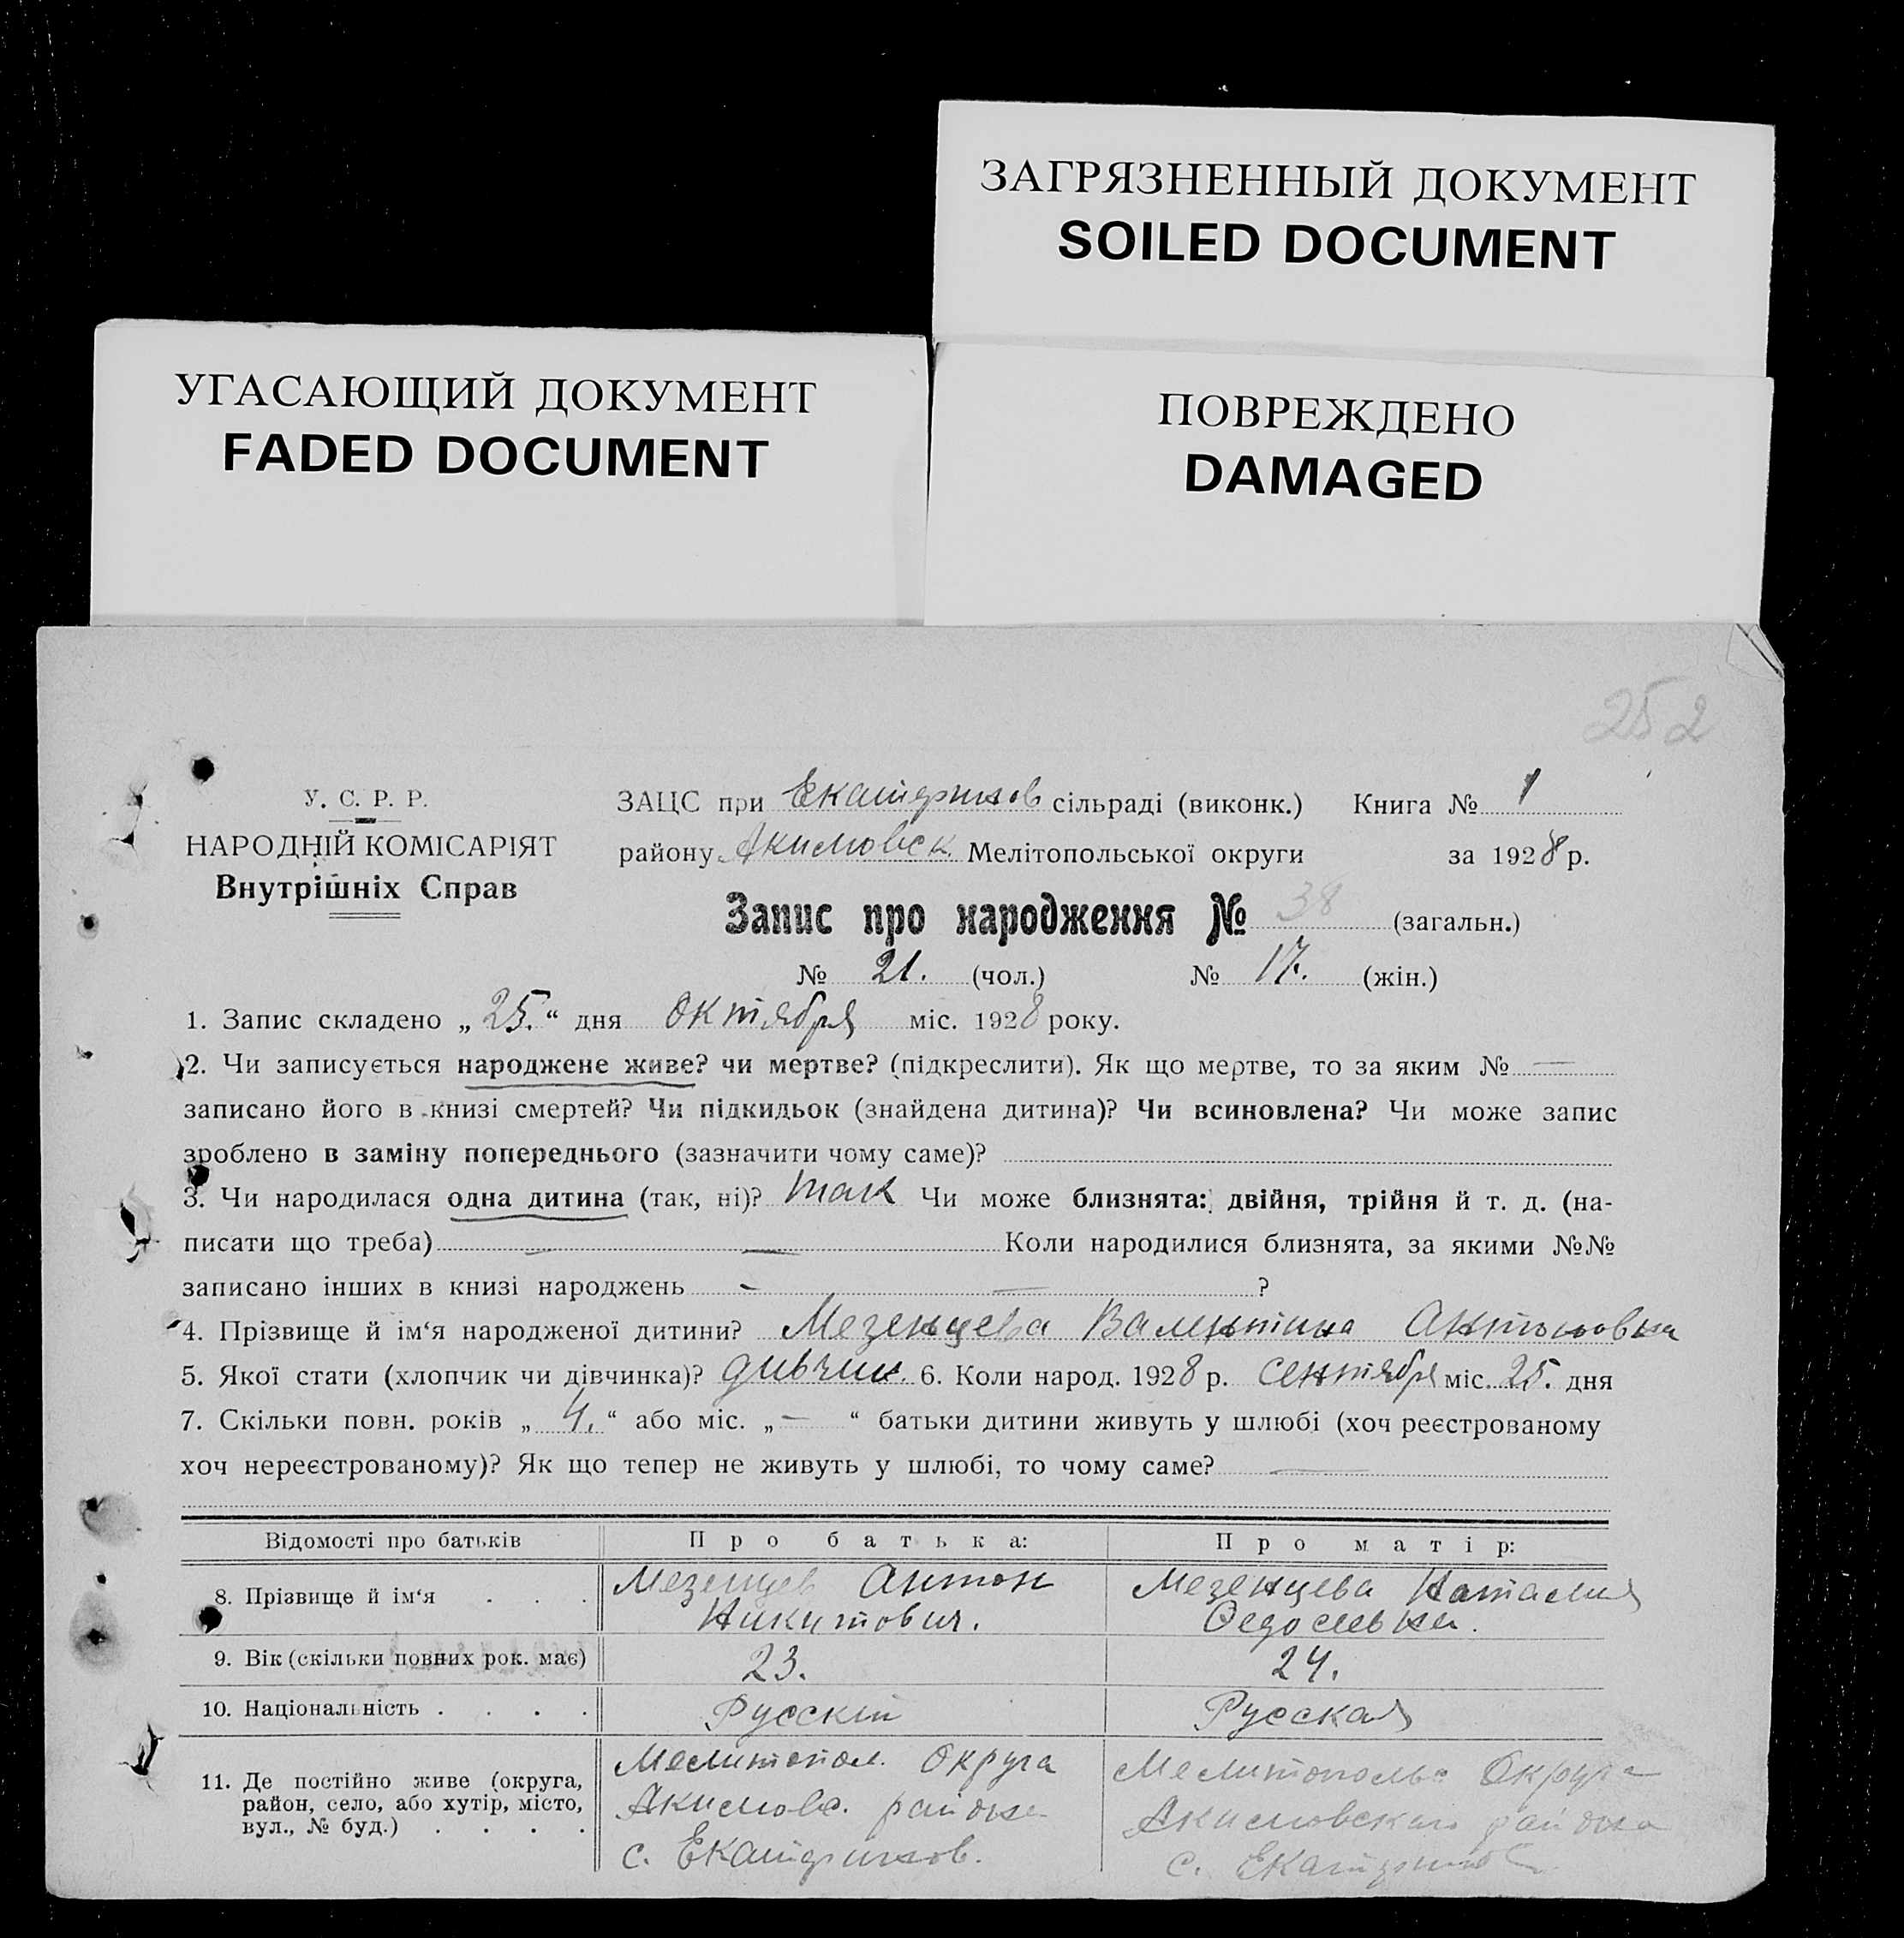 ЗАГРЯЗНЕННЫЙ ДОКУМЕНТ
SOILED DOCUMENT
УГАСАЮЩИЙ ДОКУМЕНТ
FADED DOCUMENT
ПОВРЕЖДЕНО
DAMAGED
252
У. С. Р. Р.
НАРОДНІЙ КОМІСАРІЯТ
Внутрішніх Справ
ЗАЦС при Екатеринов сільраді (виконк.) Книга № 1
району Акимовск Мелітопольської округи за 1928 р.
Запис про народження № 38 (загальн.)
№ 21. (чол.) № 17. (жін.)
1. Запис складено „25.“ дня Октября міс. 1928 року.
2. Чи записується народжене живе? чи мертве? (підкреслити). Як що мертве, то за яким № —
записано його в книзі смертей? Чи підкидьок (знайдена дитина)? Чи всиновлена? Чи може запис
зроблено в заміну попереднього (зазначити чому саме)?
3. Чи народилася одна дитина (так, ні)? так Чи може близнята: двійня, трійня й т. д. (на-
писати що треба) — — Коли народилися близнята, за якими №№
записано інших в книзі народжень — — ?
4. Прізвище й ім‘я народженої дитини? Мезенцева Валентина Антоновна
5. Якої стати (хлопчик чи дівчинка)? дивчин. 6. Коли народ. 1928 р. Сентября міс. 25. дня
7. Скільки повн. років „4.“ або міс. „—“ батьки дитини живуть у шлюбі (хоч реєстрованому
хоч нереєстрованому)? Як що тепер не живуть у шлюбі, то чому саме? —
Відомості про батьків Про батька: Про матір:
8. Прізвище й ім‘я . . . Мезенцев Антон Мезенцева Наталия
Никитович. Федосевна.
9. Вік (скільки повних рок. має) 23. 24.
10. Національність . . . . Русский Русская
11. Де постійно живе (округа, район, село, або хутір, місто, вул., № буд.) . . . .
Мелитопол. Округа
Акимов. района
с. Екатеринов.
Мелитопольс Округа
Акимовского района
с. Екатеринов